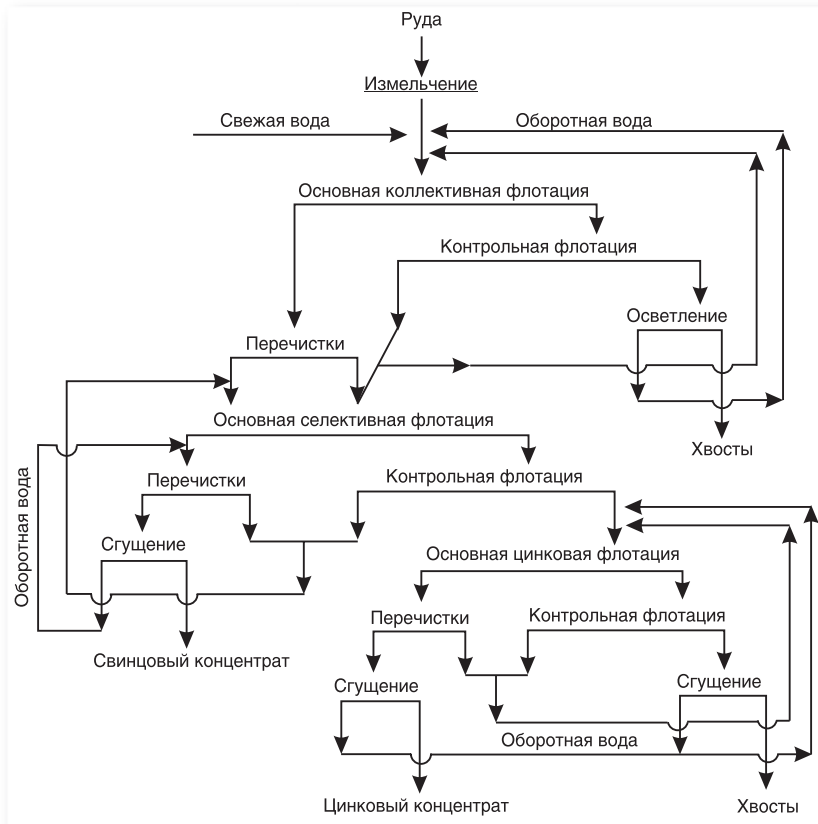 Руда
Измельчение
Свежая вода
Оборотная вода
Основная коллективная флотация
Контрольная флотация
Осветление
Перечистки
Основная селективная флотация
Хвосты
Перечистки
Контрольная флотация
Оборотная вода
Сгущение
Основная цинковая флотация
Перечистки
Контрольная флотация
Свинцовый концентрат
Сгущение
Сгущение
Оборотная вода
Цинковый концентрат
Хвосты